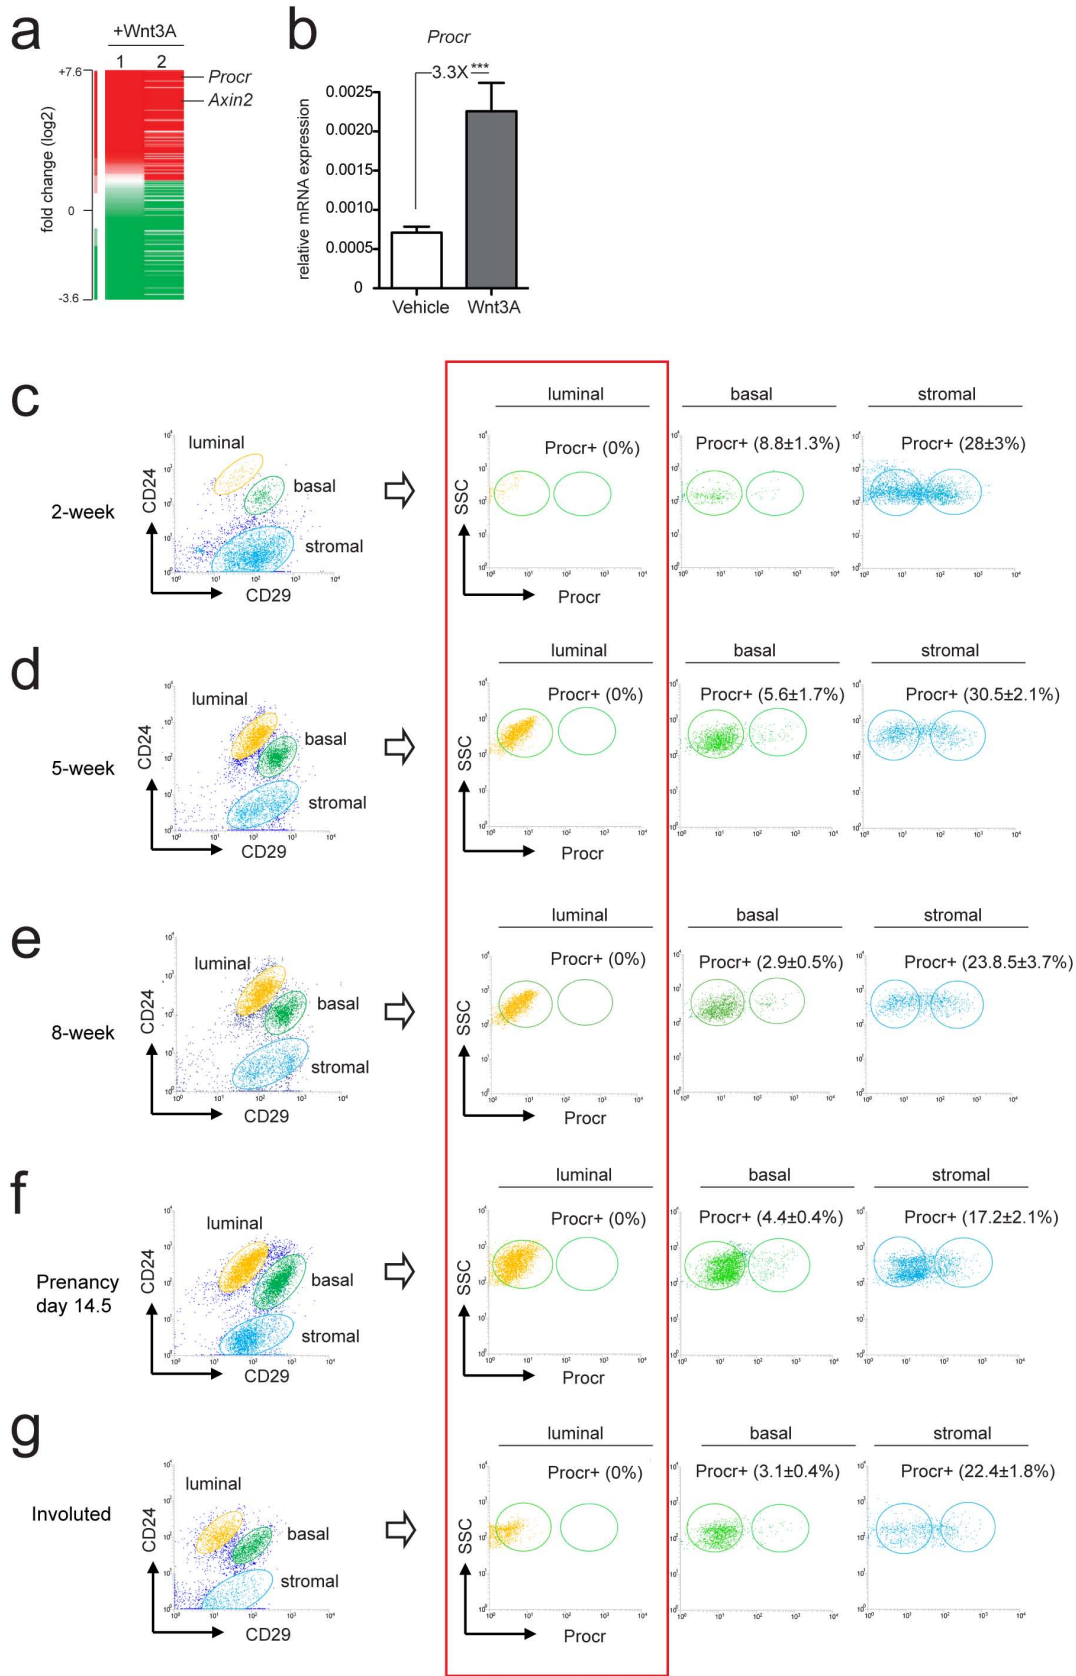 a
+Wnt3A
1 2
+7.6
Procr
Axin2
fold change (log2)
0
-3.6
b
Procr
3.3X ***
relative mRNA expression
0.0025
0.0020
0.0015
0.0010
0.0005
0
Vehicle Wnt3A
c
2-week
CD24
luminal
basal
stromal
CD29
luminal
Procr+ (0%)
SSC
Procr
basal
Procr+ (8.8±1.3%)
stromal
Procr+ (28±3%)
d
5-week
CD24
luminal
basal
stromal
CD29
luminal
Procr+ (0%)
SSC
Procr
basal
Procr+ (5.6±1.7%)
stromal
Procr+ (30.5±2.1%)
e
8-week
CD24
luminal
basal
stromal
CD29
luminal
Procr+ (0%)
SSC
Procr
basal
Procr+ (2.9±0.5%)
stromal
Procr+ (23.8.5±3.7%)
f
Prenancy
day 14.5
CD24
luminal
basal
stromal
CD29
luminal
Procr+ (0%)
SSC
Procr
basal
Procr+ (4.4±0.4%)
stromal
Procr+ (17.2±2.1%)
g
Involuted
CD24
luminal
basal
stromal
CD29
luminal
Procr+ (0%)
SSC
Procr
basal
Procr+ (3.1±0.4%)
stromal
Procr+ (22.4±1.8%)